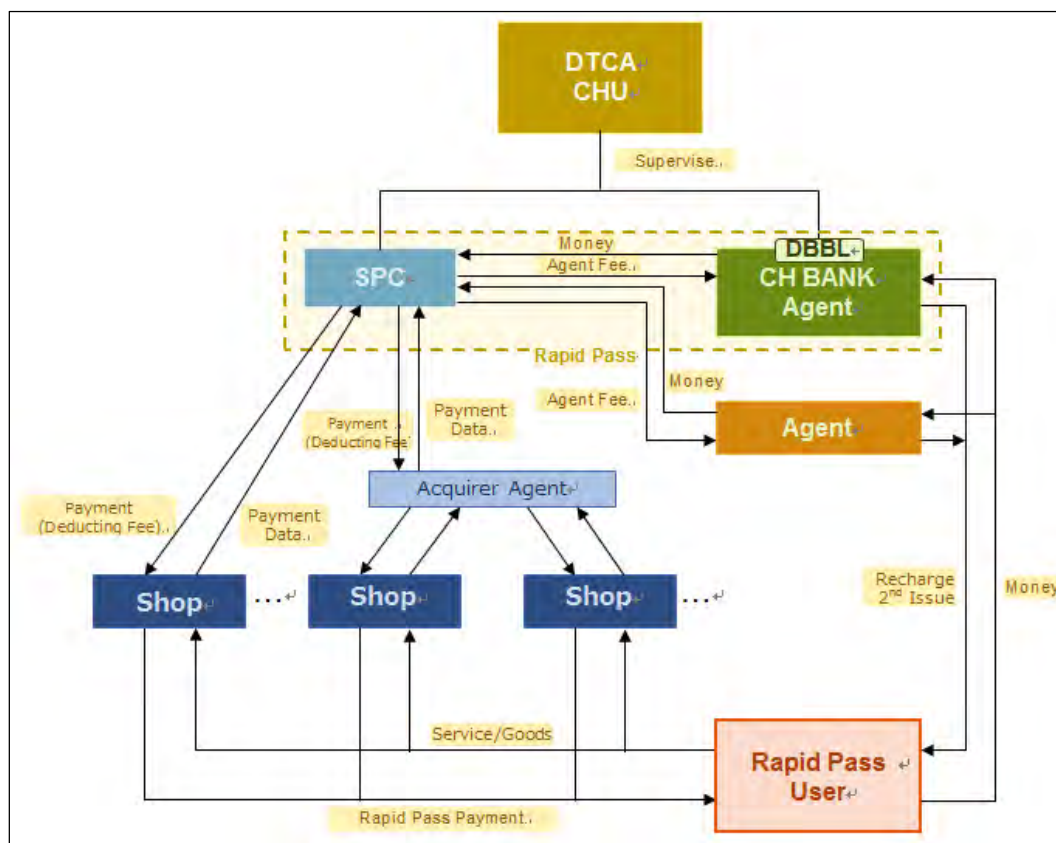 DTCA
CHU
Supervise..
DBBL
Money
SPC
Agent Fee..
CH BANK
Agent
Rapid Pass
Money
Agent Fee..
Agent
Payment ..
(Deducting Fee)
Payment
Data..
Acquirer Agent
Payment
(Deducting Fee)..
Payment
Data..
Shop
...
Shop
Shop
...
Recharge
2nd Issue
Money
Service/Goods
Rapid Pass
User
Rapid Pass Payment..